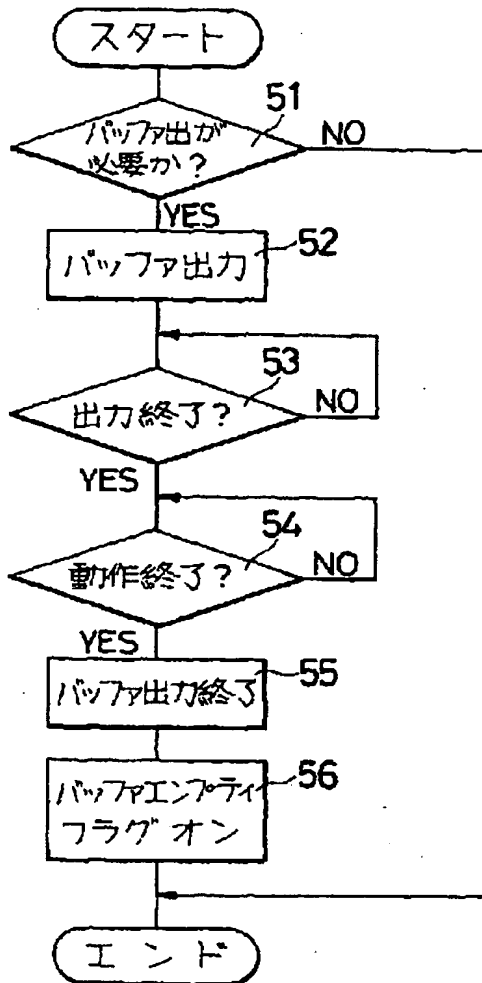 スタート
51
バッファ出が
必要か?
NO
YES
52
バッファ出力
53
出力終了?
NO
YES
54
動作終了?
NO
YES
55
バッファ出力終了
56
バッファエンプティ
フラグオン
エンド